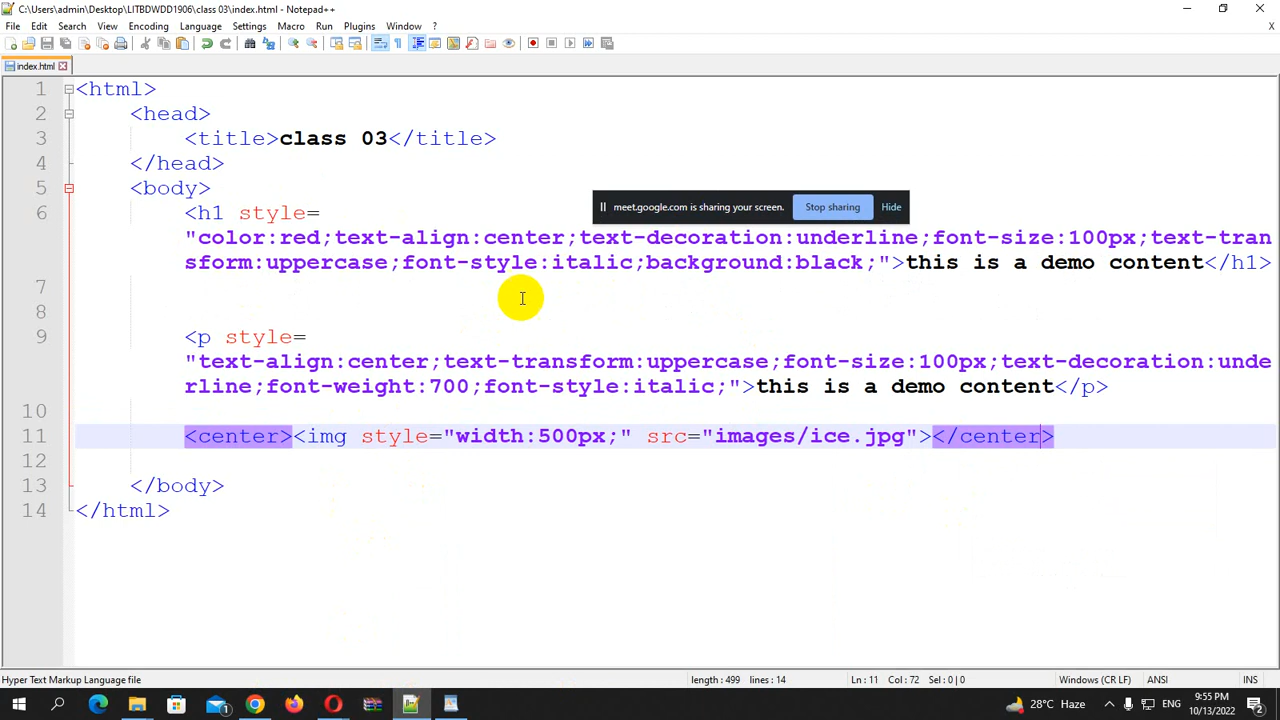 C:\Users\admin\Desktop\LITBDWDD1906\class 03\index.html - Notepad++
File Edit Search View Encoding Language Settings Macro Run Plugins Window ?
X
index.html
1 <html>
2 <head>
3 <title>class 03</title>
4 </head>
5 <body>
6 <h1 style=
"color:red;text-align:center;text-decoration:underline;font-size:100px;text-tran
sform:uppercase;font-style:italic;background:black;">this is a demo content</h1>
7
8
9 <p style=
"text-align:center;text-transform:uppercase;font-size:100px;text-decoration:unde
rline;font-weight:700;font-style:italic;">this is a demo content</p>
10
11 <center><img style="width:500px;" src="images/ice.jpg"></center>
12
13 </body>
14 </html>
meet.google.com is sharing your screen. Stop sharing Hide
Hyper Text Markup Language file length : 499 lines : 14 Ln : 11 Col : 72 Sel : 0 | 0 Windows (CR LF) ANSI INS
28°C Haze ENG 9:55 PM
10/13/2022 2